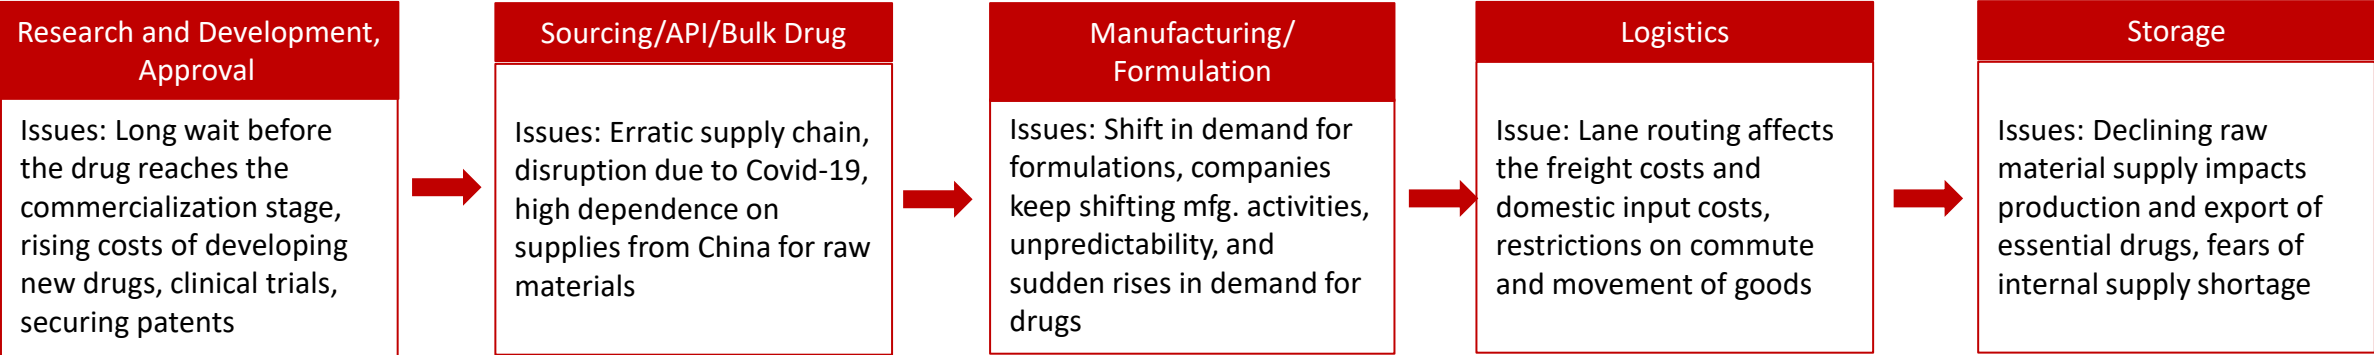 Research and Development,
Approval
Issues: Long wait before
the drug reaches the
commercialization stage,
rising costs of developing
new drugs, clinical trials,
securing patents
Sourcing/API/Bulk Drug
Issues: Erratic supply chain,
disruption due to Covid-19,
high dependence on
supplies from China for raw
materials
Manufacturing/
Formulation
Issues: Shift in demand for
formulations, companies
keep shifting mfg. activities,
unpredictability, and
sudden rises in demand for
drugs
Logistics
Issue: Lane routing affects
the freight costs and
domestic input costs,
restrictions on commute
and movement of goods
Storage
Issues: Declining raw
material supply impacts
production and export of
essential drugs, fears of
internal supply shortage